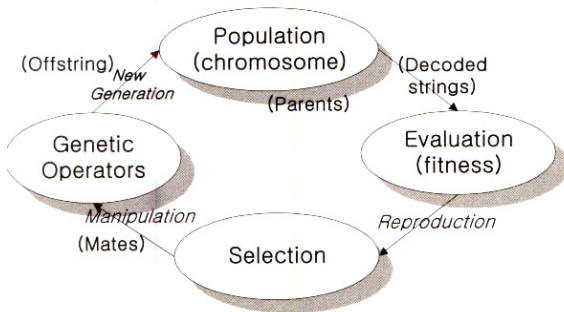 Population
(chromosome)
(Offstring)
New
Generation
(Decoded
strings)
(Parents)
Genetic
Operators
Evaluation
(fitness)
Manipulation
(Mates)
Reproduction
Selection